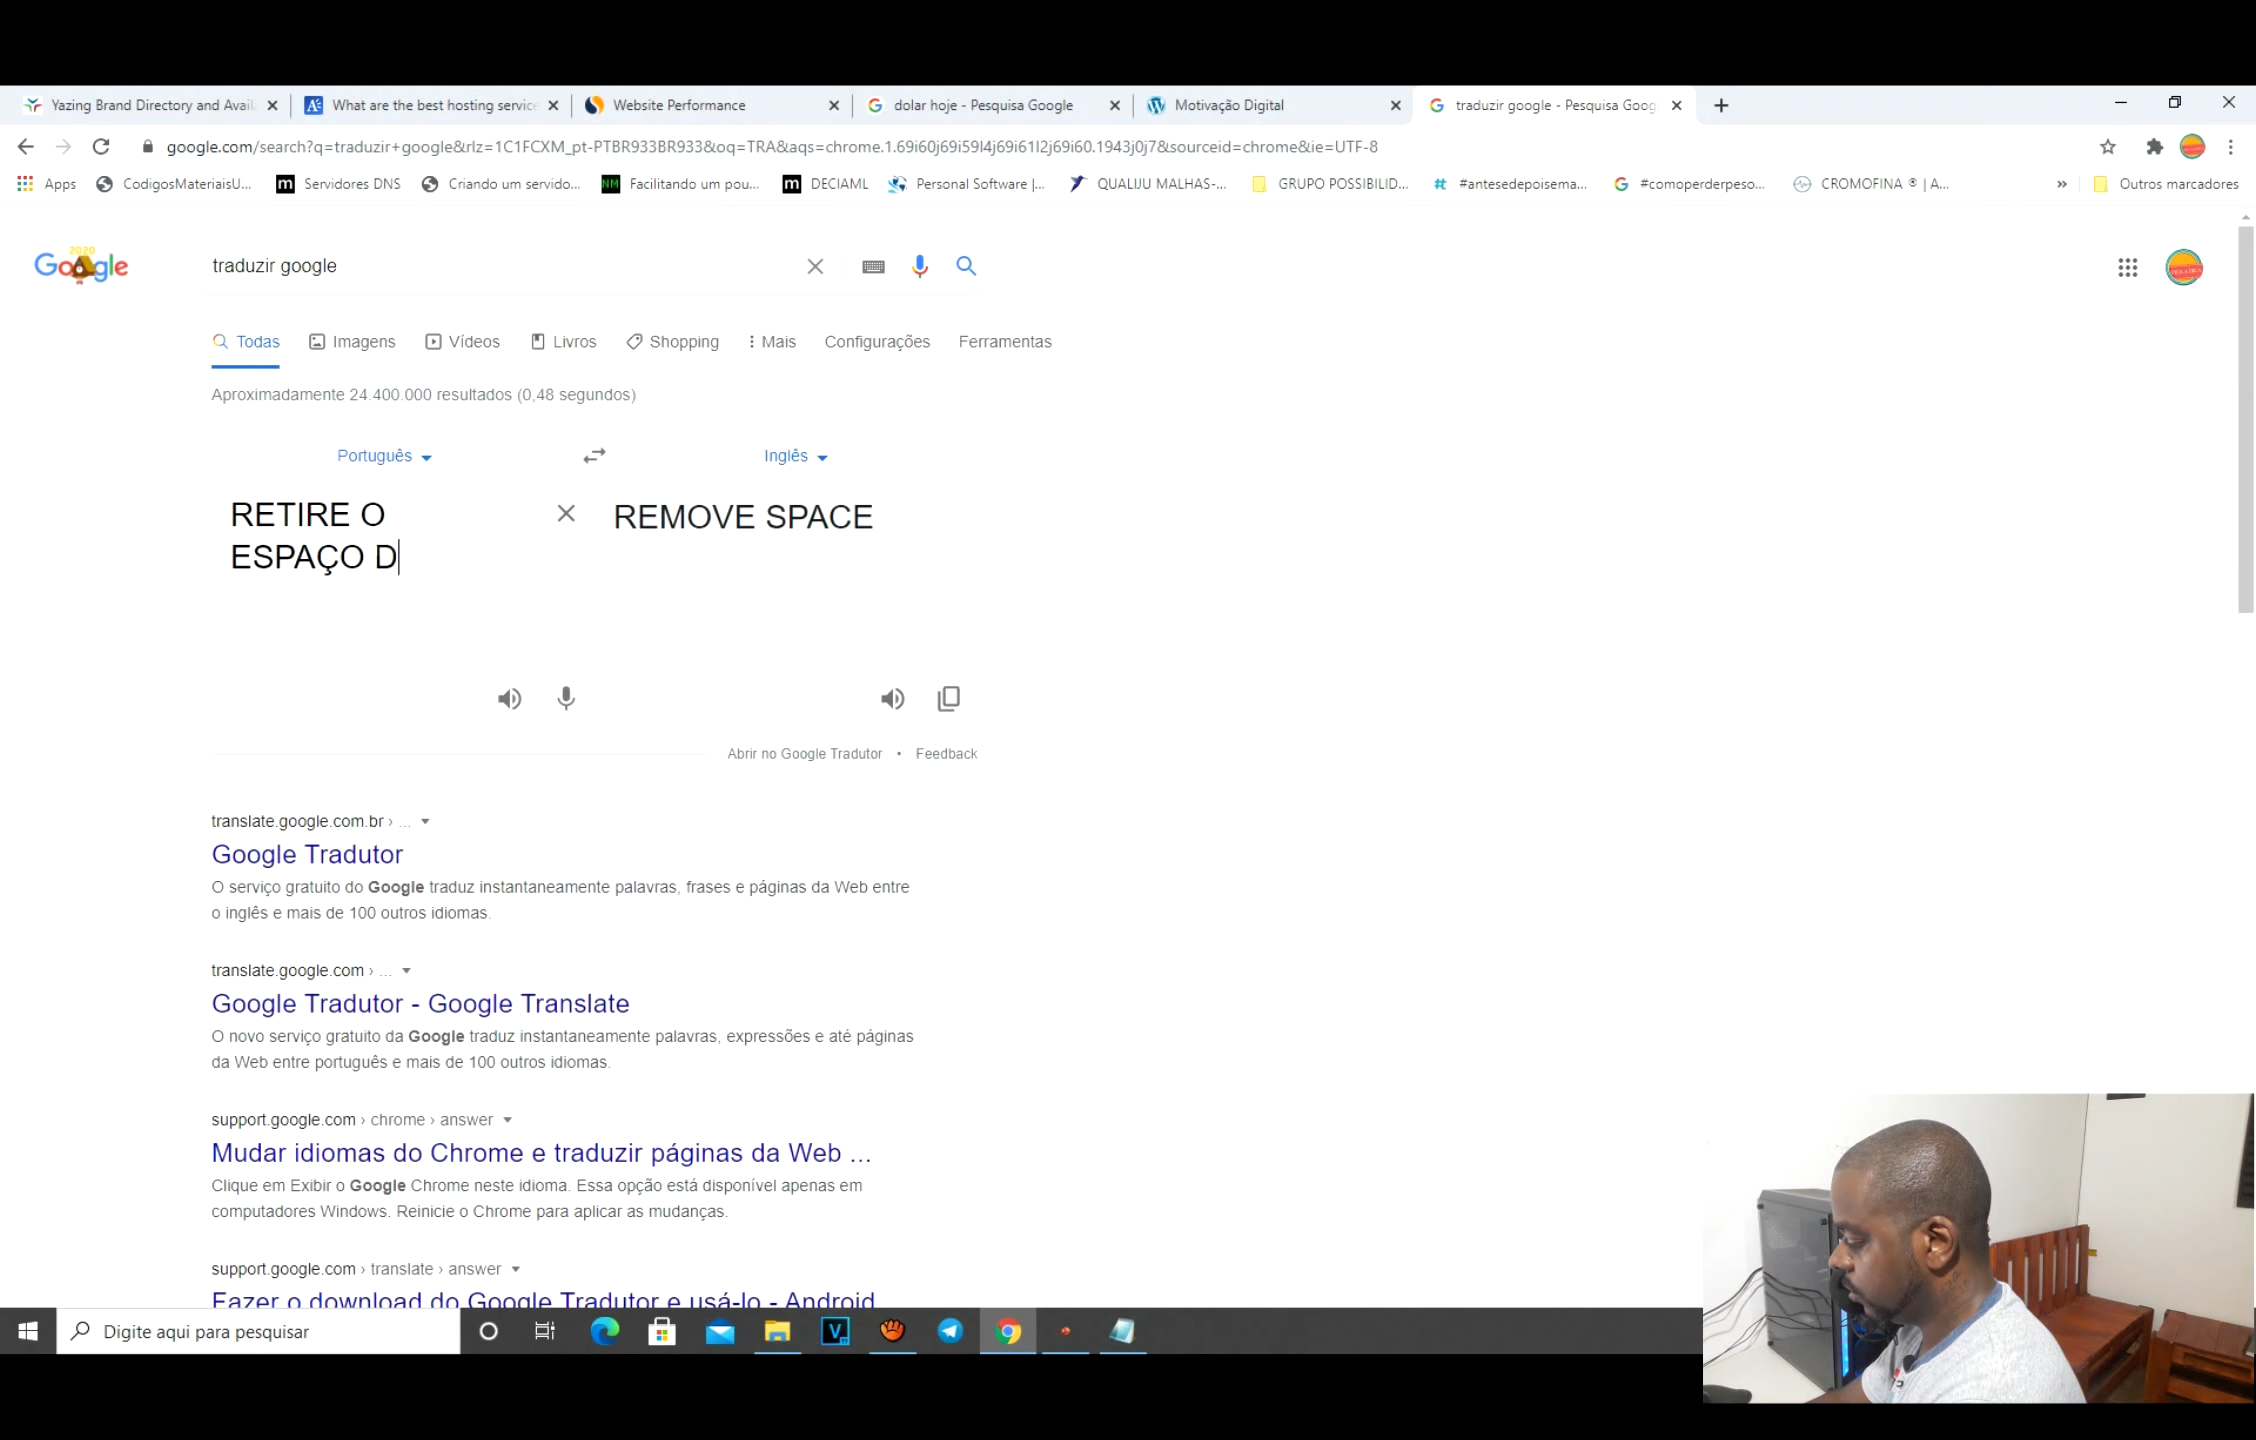 Yazing Brand Directory and Avail
What are the best hosting service
Website Performance
dolar hoje - Pesquisa Google
Motivação Digital
traduzir google - Pesquisa Goog
google.com/search?q=traduzir+google&rlz=1C1FCXM_pt-PTBR933BR933&oq=TRA&aqs=chrome.1.69i60j69i59l4j69i61l2j69i60.1943j0j7&sourceid=chrome&ie=UTF-8
Apps
CodigosMateriaisU...
Servidores DNS
Criando um servido...
NM Facilitando um pou...
DECIAML
Personal Software |...
QUALIJU MALHAS-...
GRUPO POSSIBILID...
#antesedepoisema...
#comoperderpeso...
CROMOFINA ® | A...
»
Outros marcadores
2020
Google
traduzir google
Todas
Imagens
Vídeos
Livros
Shopping
Mais
Configurações
Ferramentas
Aproximadamente 24.400.000 resultados (0,48 segundos)
Português
Inglês
RETIRE O
ESPAÇO D
REMOVE SPACE
Abrir no Google Tradutor • Feedback
translate.google.com.br › ...
Google Tradutor
O serviço gratuito do Google traduz instantaneamente palavras, frases e páginas da Web entre
o inglês e mais de 100 outros idiomas.
translate.google.com › ...
Google Tradutor - Google Translate
O novo serviço gratuito da Google traduz instantaneamente palavras, expressões e até páginas
da Web entre português e mais de 100 outros idiomas.
support.google.com › chrome › answer
Mudar idiomas do Chrome e traduzir páginas da Web ...
Clique em Exibir o Google Chrome neste idioma. Essa opção está disponível apenas em
computadores Windows. Reinicie o Chrome para aplicar as mudanças.
support.google.com › translate › answer
Fazer o download do Google Tradutor e usá-lo - Android
Digite aqui para pesquisar